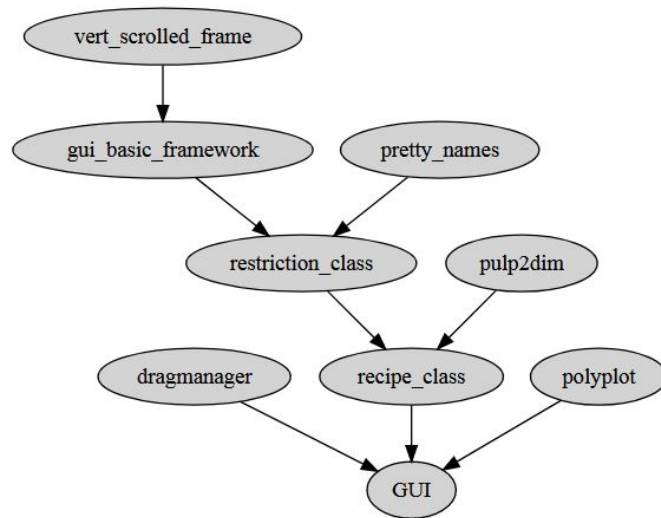 vert_scrolled_frame
gui_basic_framework
pretty_names
restriction_class
pulp2dim
dragmanager
recipe_class
polyplot
GUI